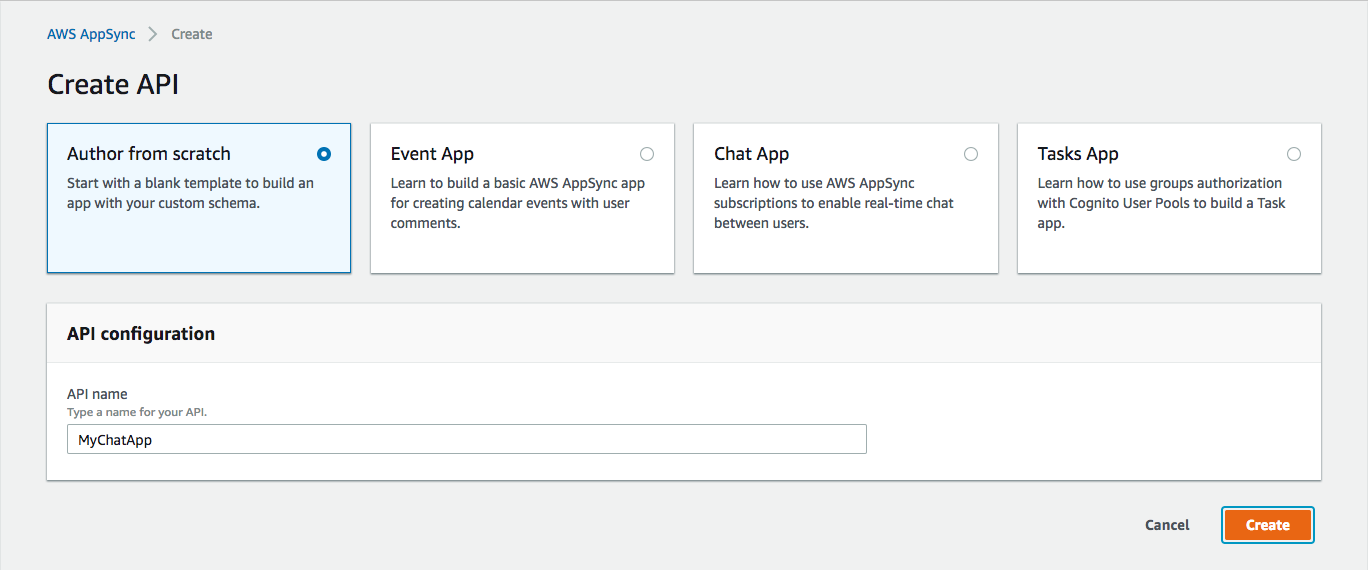 AWS AppSync > Create
Create API
Author from scratch
Start with a blank template to build an
app with your custom schema.
Event App
Learn to build a basic AWS AppSync app
for creating calendar events with user
comments.
Chat App
Learn how to use AWS AppSync
subscriptions to enable real-time chat
between users.
Tasks App
Learn how to use groups authorization
with Cognito User Pools to build a Task
app.
API configuration
API name
Type a name for your API.
MyChatApp
Cancel
Create